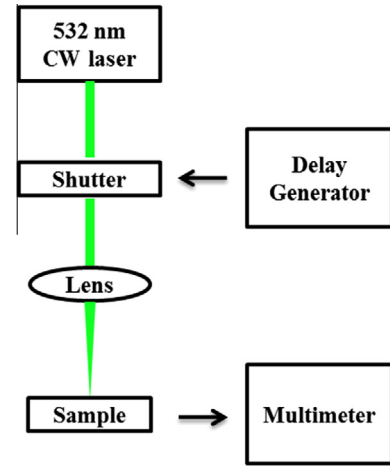 532 nm
CW laser
Shutter
Delay
Generator
Lens
Sample
Multimeter